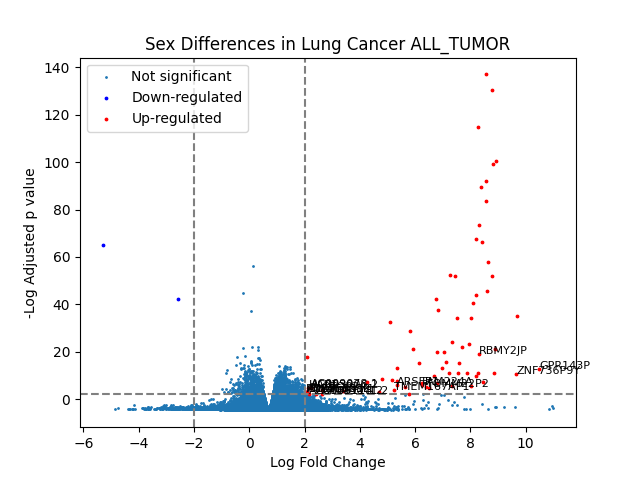 Sex Differences in Lung Cancer ALL_TUMOR
Not significant
Down-regulated
Up-regulated
-Log Adjusted p value
140
120
100
80
60
40
20
0
RBMY2JP
GPR143P
ZNF736P9Y
−6
−4
−2
0
2
4
6
8
10
Log Fold Change